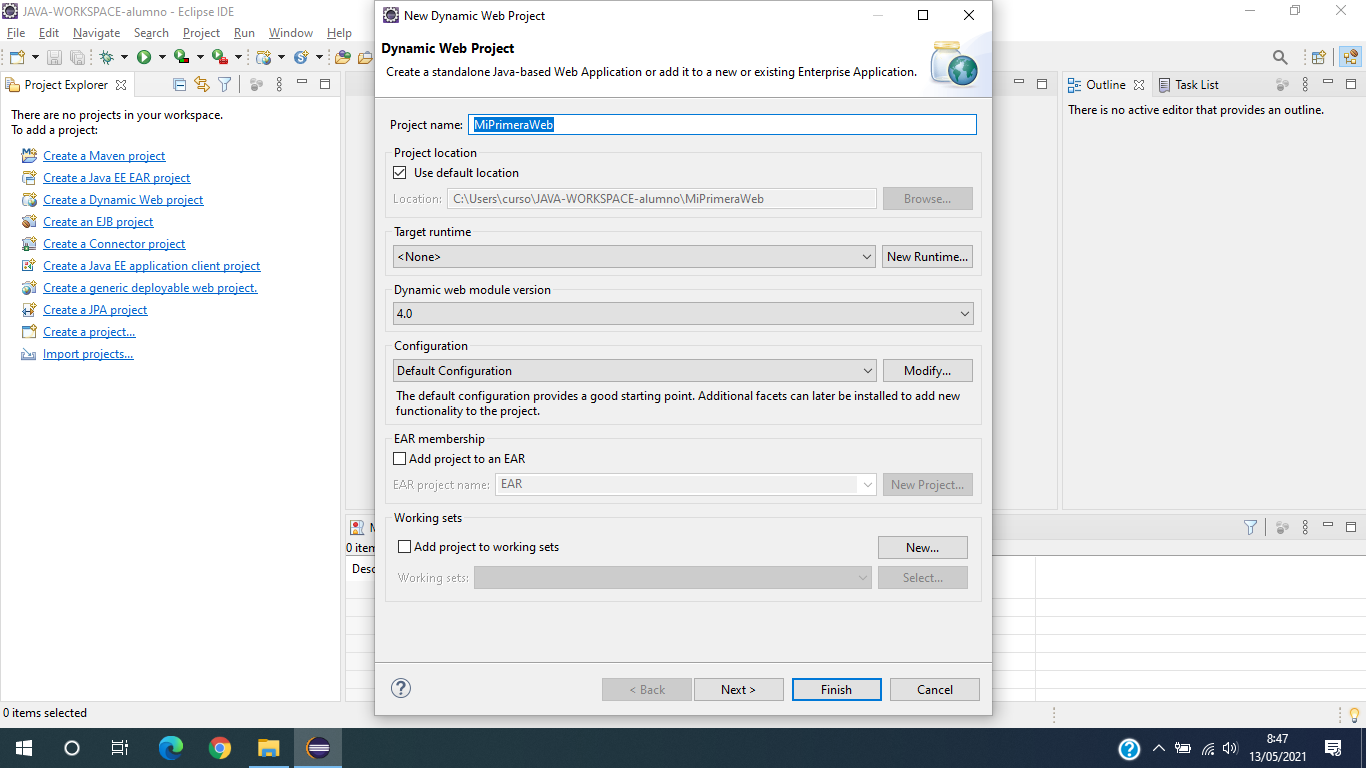 JAVA-WORKSPACE-alumno - Eclipse IDE
File Edit Navigate Search Project Run Window Help
Project Explorer
There are no projects in your workspace.
To add a project:
Create a Maven project
Create a Java EE EAR project
Create a Dynamic Web project
Create an EJB project
Create a Connector project
Create a Java EE application client project
Create a generic deployable web project.
Create a JPA project
Create a project...
Import projects...
New Dynamic Web Project
Dynamic Web Project
Create a standalone Java-based Web Application or add it to a new or existing Enterprise Application.
Project name: MiPrimeraWeb
Project location
Use default location
Location: C:\Users\curso\JAVA-WORKSPACE-alumno\MiPrimeraWeb Browse...
Target runtime
<None> New Runtime...
Dynamic web module version
4.0
Configuration
Default Configuration Modify...
The default configuration provides a good starting point. Additional facets can later be installed to add new
functionality to the project.
EAR membership
Add project to an EAR
EAR project name: EAR New Project...
Working sets
Add project to working sets New...
Working sets: Select...
< Back Next > Finish Cancel
Outline Task List
There is no active editor that provides an outline.
0 items selected
8:47
13/05/2021